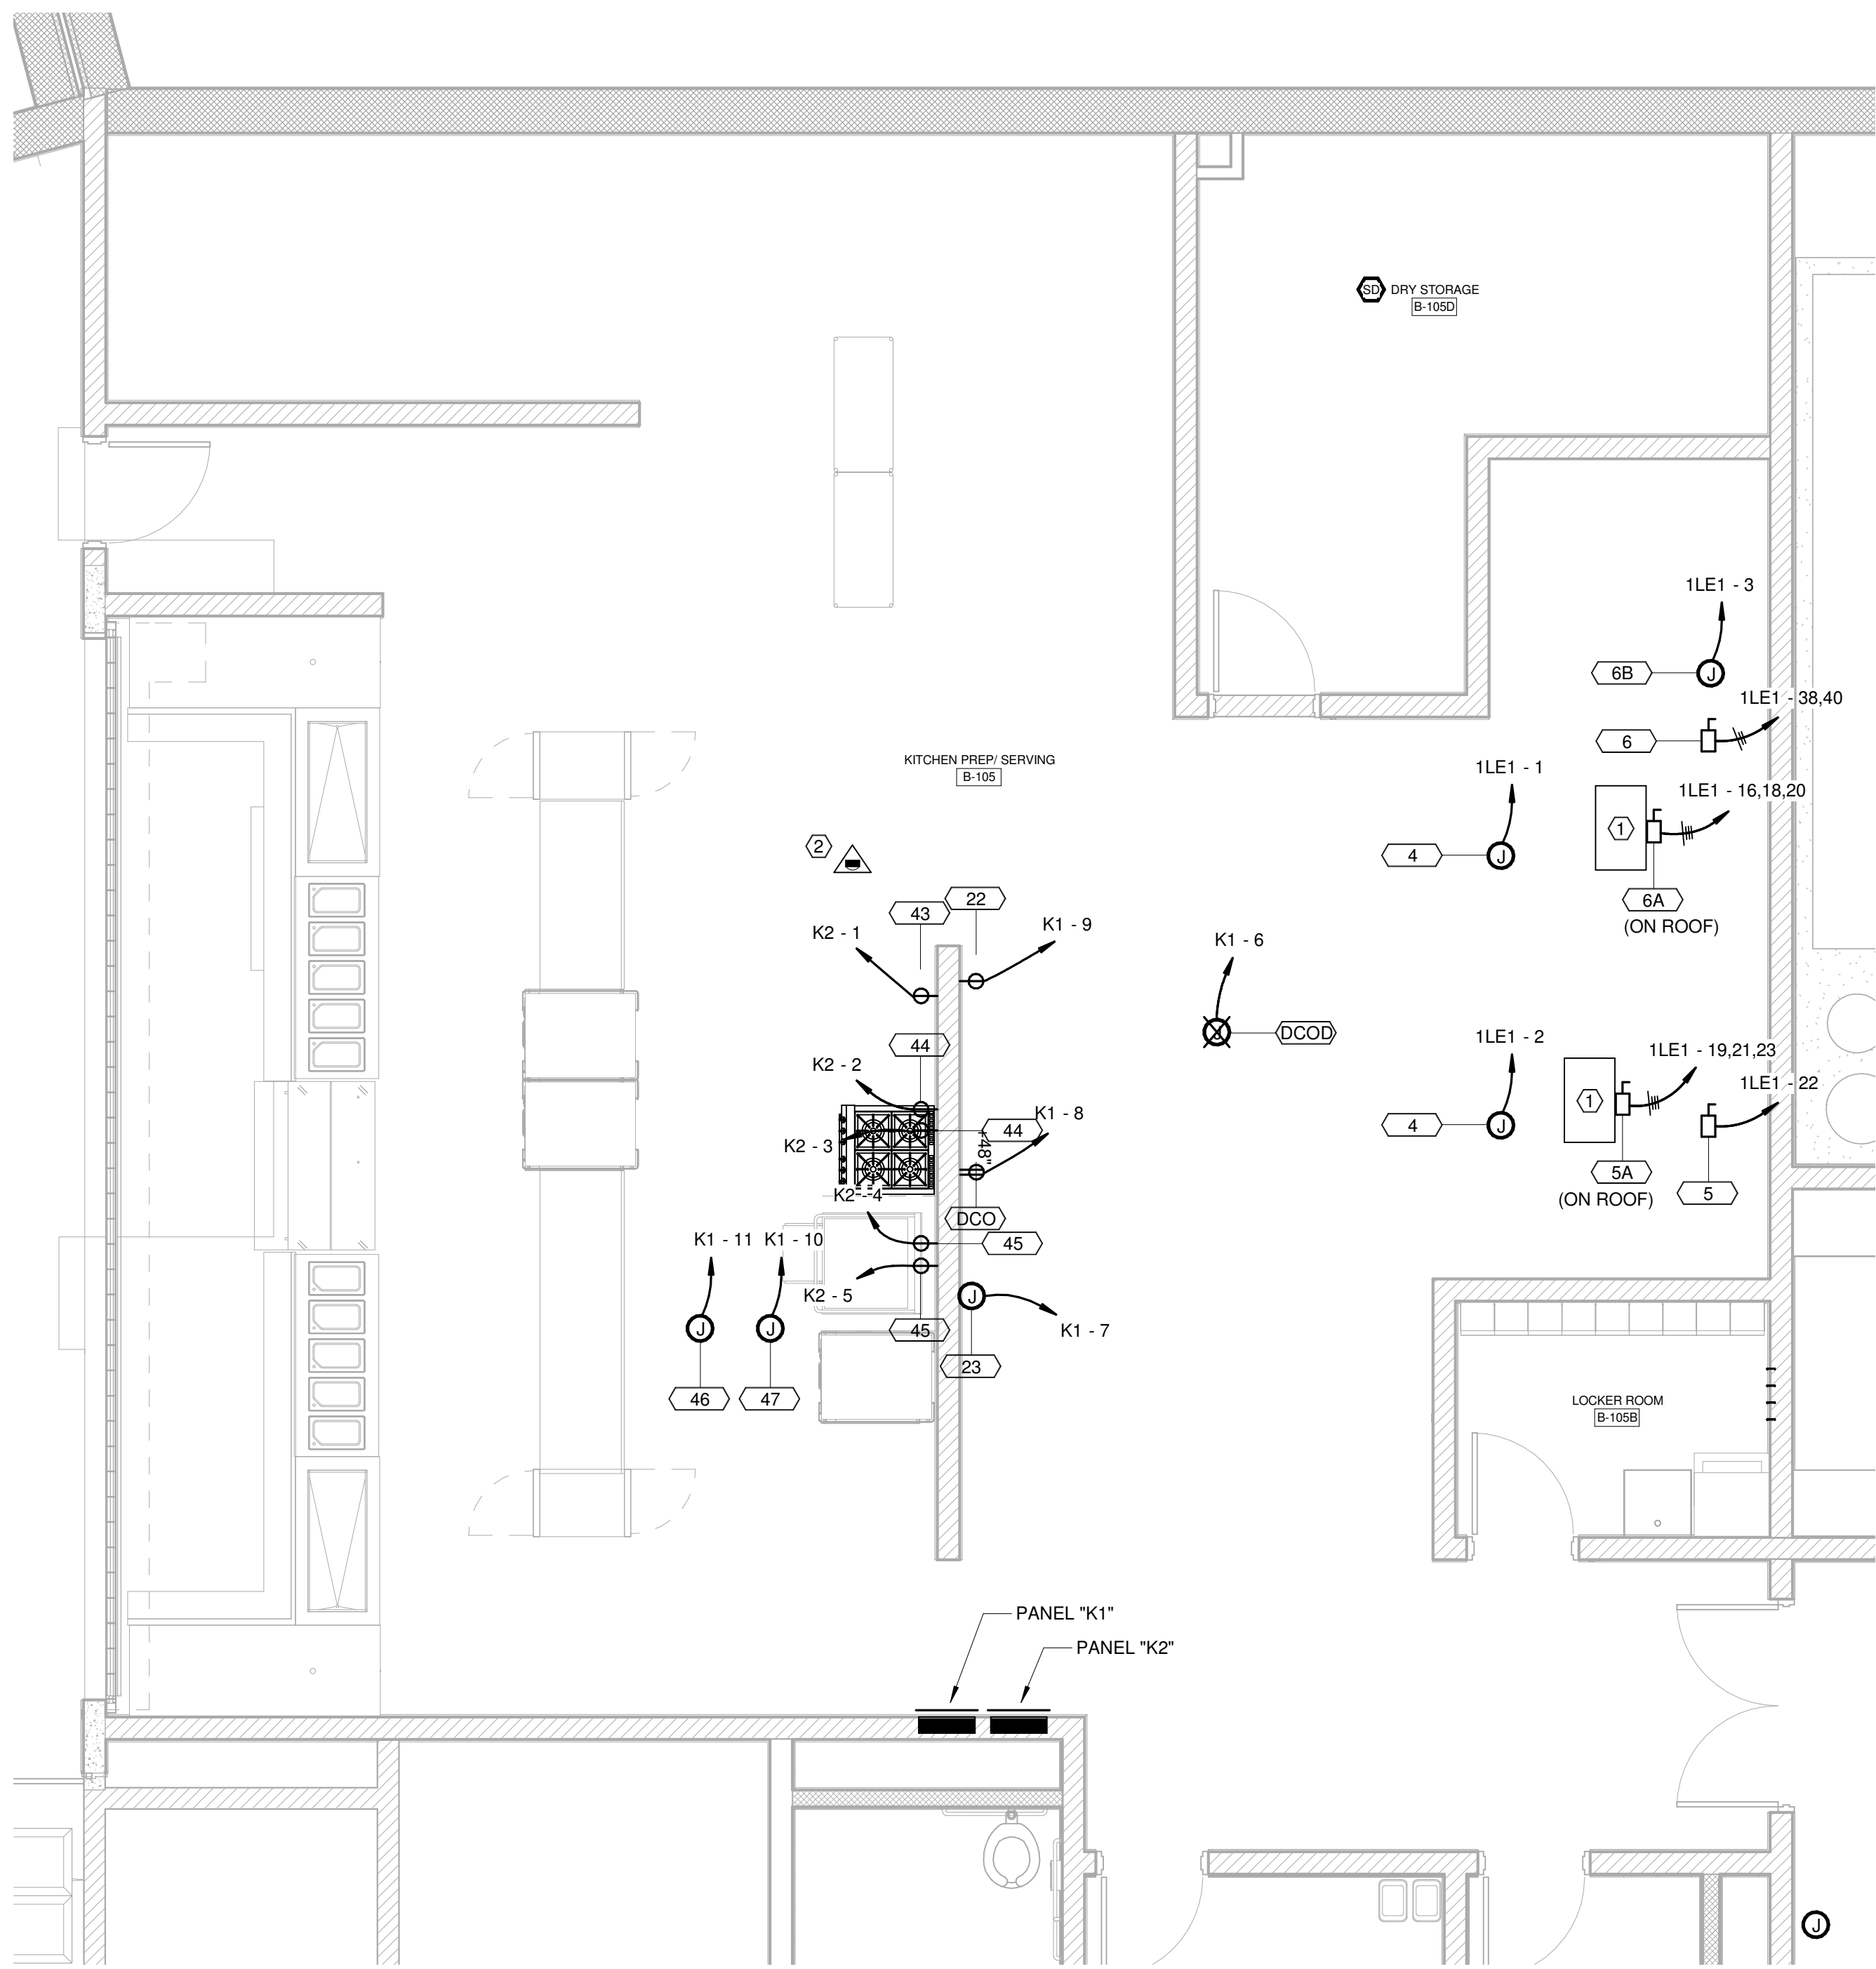 SD DRY STORAGE
B-105D
1LE1 - 3
6B
J
1LE1 - 38,40
6
KITCHEN PREP/ SERVING
B-105
1LE1 - 1
1LE1 - 16,18,20
1
4
J
2
6A
(ON ROOF)
43
22
K2 - 1
K1 - 9
K1 - 6
J
DCOD
44
K2 - 2
1LE1 - 2
1LE1 - 19,21,23
1LE1 - 22
1
4
J
K1 - 8
44
+48"
K2 - 3
5A
(ON ROOF)
5
K2 - 4
DCO
K1 - 11
K1 - 10
45
K2 - 5
J
K1 - 7
J
J
45
23
46
47
LOCKER ROOM
B-105B
PANEL "K1"
PANEL "K2"
J